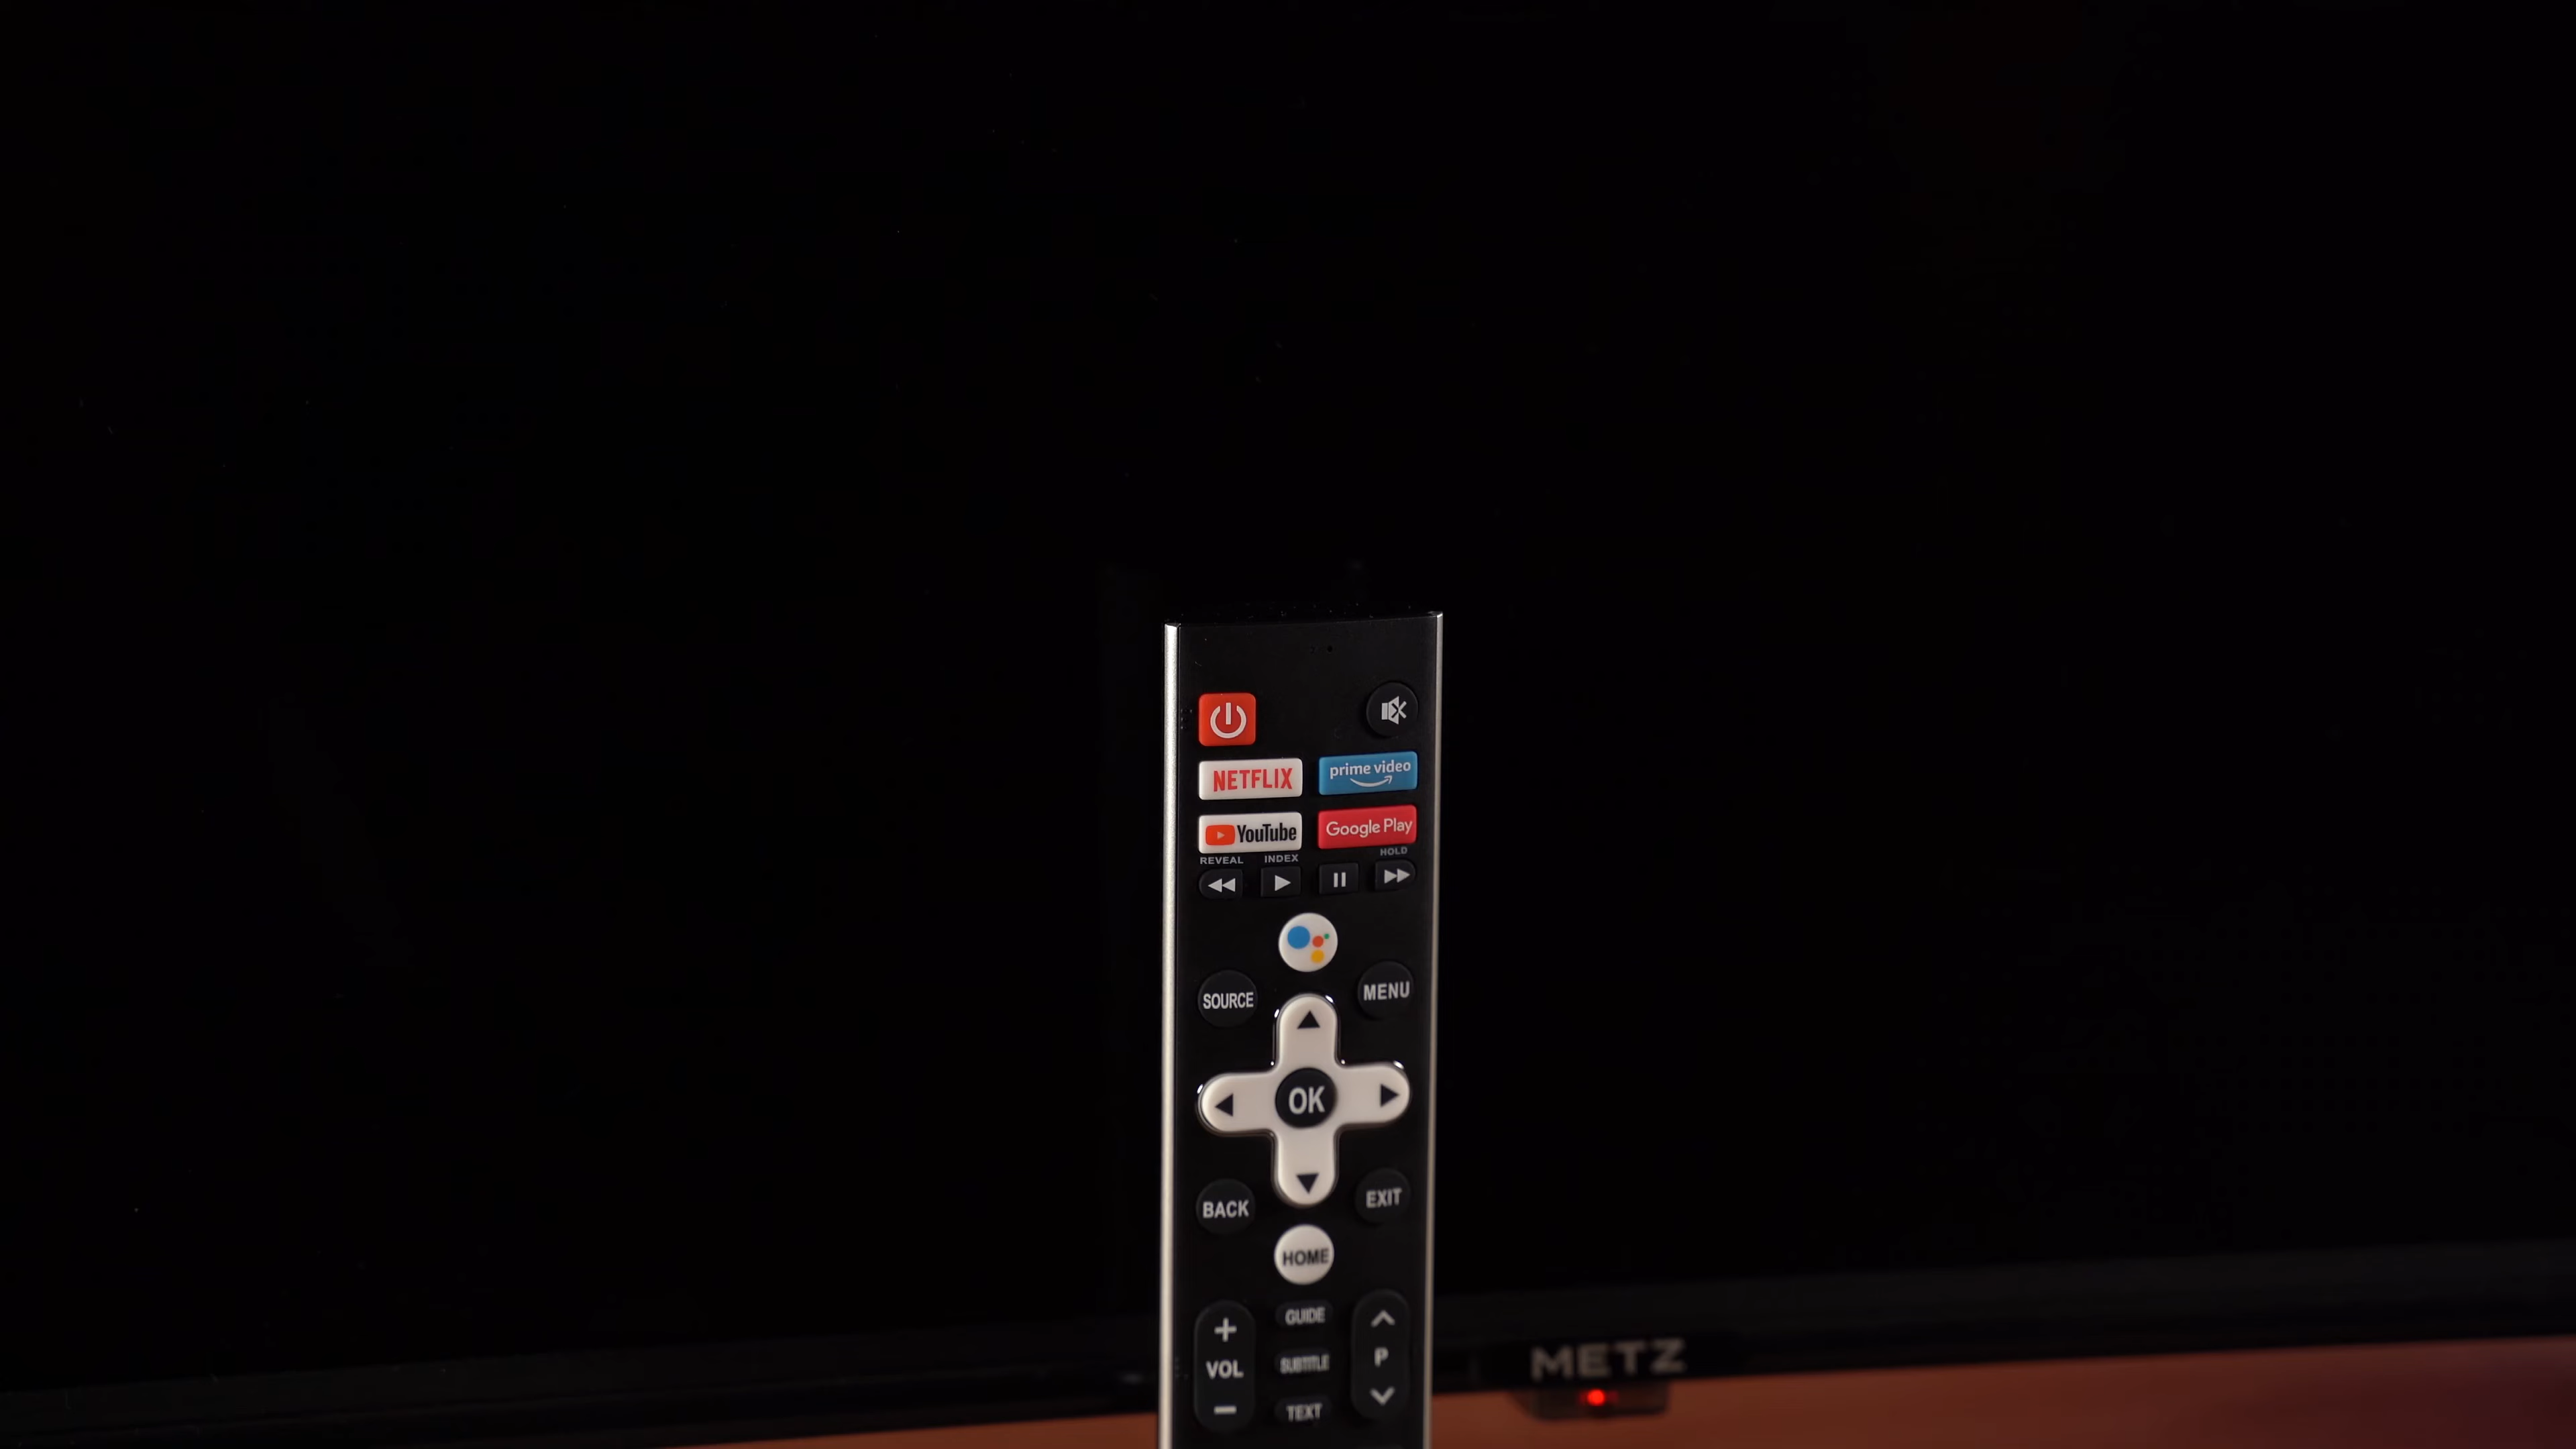 NETFLIX
prime video
YouTube
Google Play
REVEAL
INDEX
HOLD
SOURCE
MENU
OK
BACK
EXIT
HOME
GUIDE
VOL
SUBTITLE
P
TEXT
METZ